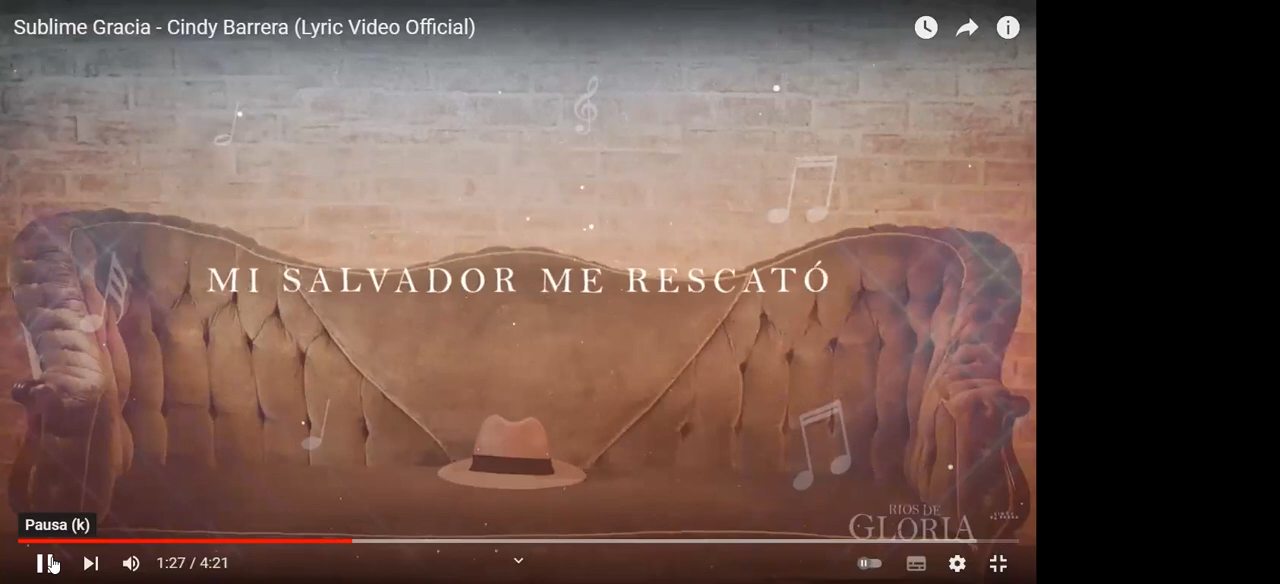 Sublime Gracia - Cindy Barrera (Lyric Video Official)
MI SALVADOR ME RESCATÓ
RIOS DE
GLORIA
Pausa (k)
1:27 / 4:21